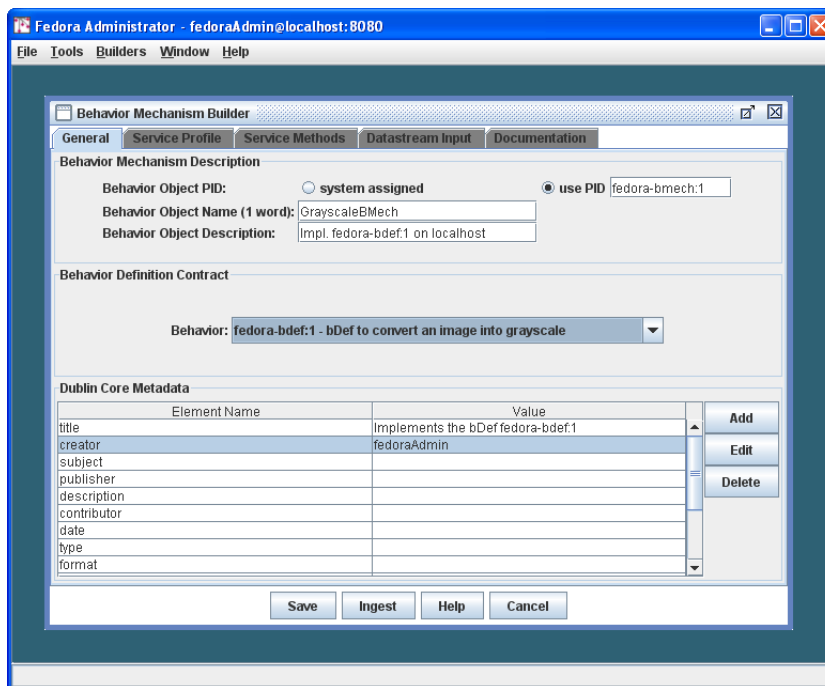 Fedora Administrator - fedoraAdmin@localhost:8080
File Tools Builders Window Help
Behavior Mechanism Builder
General Service Profile Service Methods Datastream Input Documentation
Behavior Mechanism Description
Behavior Object PID: system assigned use PID fedora-bmech:1
Behavior Object Name (1 word): GrayscaleBMech
Behavior Object Description: Impl. fedora-bdef:1 on localhost
Behavior Definition Contract
Behavior: fedora-bdef:1 - bDef to convert an image into grayscale
Dublin Core Metadata
Element Name Value
title Implements the bDef fedora-bdef:1
creator fedoraAdmin
subject
publisher
description
contributor
date
type
format
Add
Edit
Delete
Save Ingest Help Cancel